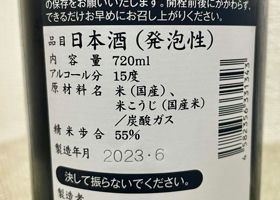 の保存をお願いいたします。開栓前後にかかわらず、
できるだけお早めにお召し上がりください。
品目 日本酒（発泡性）
内容量 720ml
アルコール分 15度
原材料名 米（国産）、
米こうじ（国産米）
／炭酸ガス
精米歩合 55%
製造年月 2023・6
決して振らないでください。
製造者
4582356331343